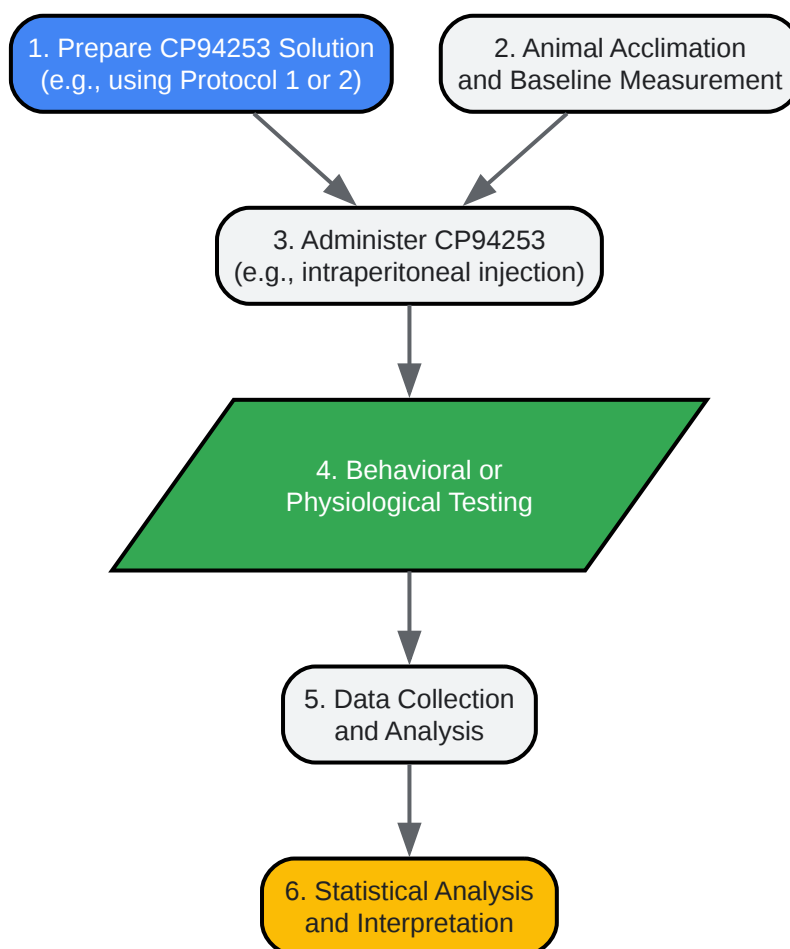 1. Prepare CP94253 Solution
(e.g., using Protocol 1 or 2)
2. Animal Acclimation
and Baseline Measurement
3. Administer CP94253
(e.g., intraperitoneal injection)
4. Behavioral or
Physiological Testing
5. Data Collection
and Analysis
6. Statistical Analysis
and Interpretation